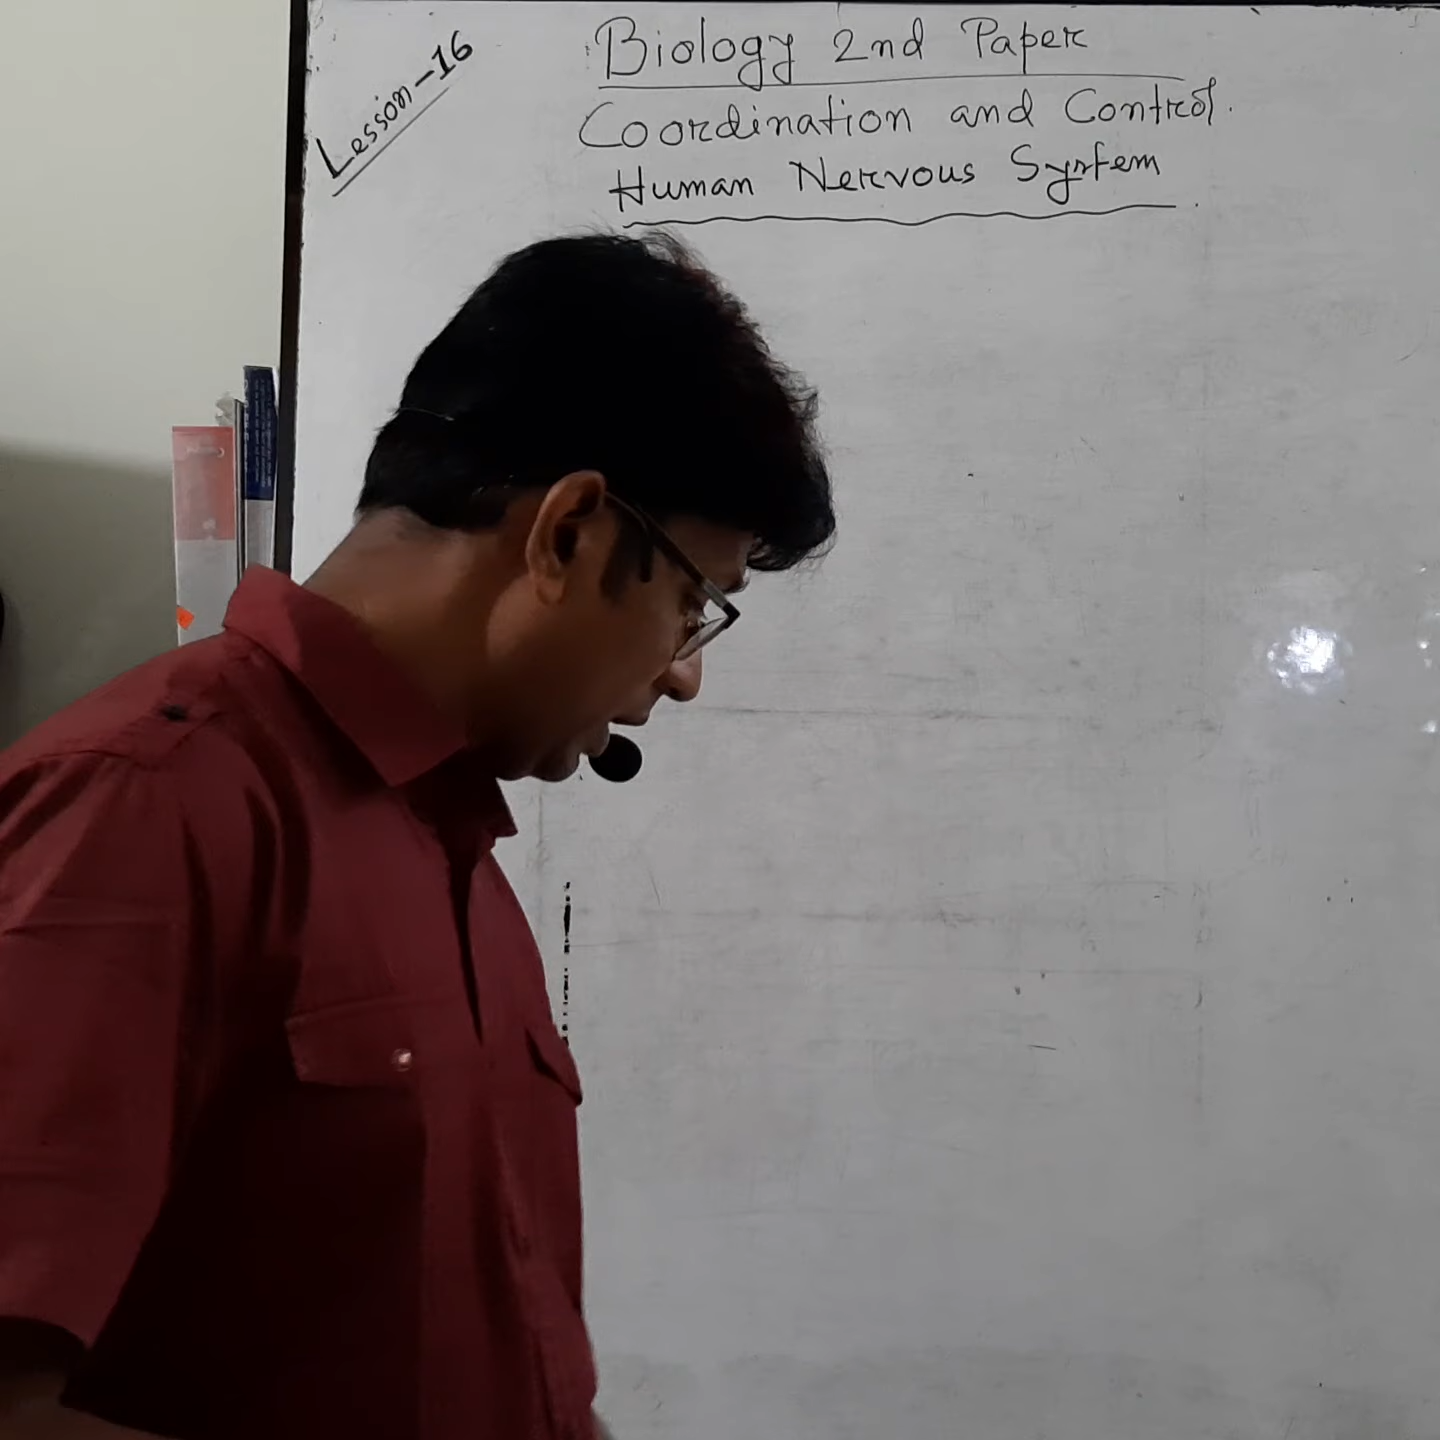 Lesson-16
Biology 2nd Paper
Coordination and Control.
Human Nervous System